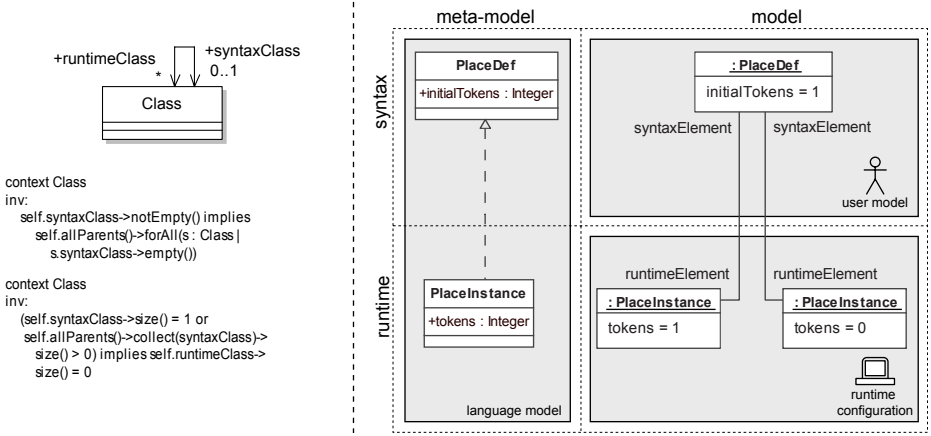 +runtimeClass
+syntaxClass
*
0..1
Class
context Class
inv:
self.syntaxClass->notEmpty() implies
self.allParents()->forAll(s : Class |
s.syntaxClass->empty())
context Class
inv:
(self.syntaxClass->size() = 1 or
self.allParents()->collect(syntaxClass)->
size() > 0) implies self.runtimeClass->
size() = 0
meta-model
model
syntax
runtime
PlaceDef
+initialTokens : Integer
PlaceInstance
+tokens : Integer
language model
: PlaceDef
initialTokens = 1
syntaxElement
syntaxElement
user model
runtimeElement
runtimeElement
: PlaceInstance
tokens = 1
: PlaceInstance
tokens = 0
runtime
configuration